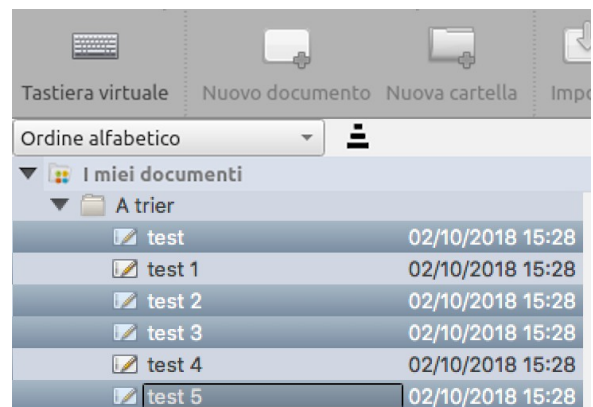 Tastiera virtuale Nuovo documento Nuova cartella
Ordine alfabetico
I miei documenti
A trier
test 02/10/2018 15:28
test 1 02/10/2018 15:28
test 2 02/10/2018 15:28
test 3 02/10/2018 15:28
test 4 02/10/2018 15:28
test 5 02/10/2018 15:28